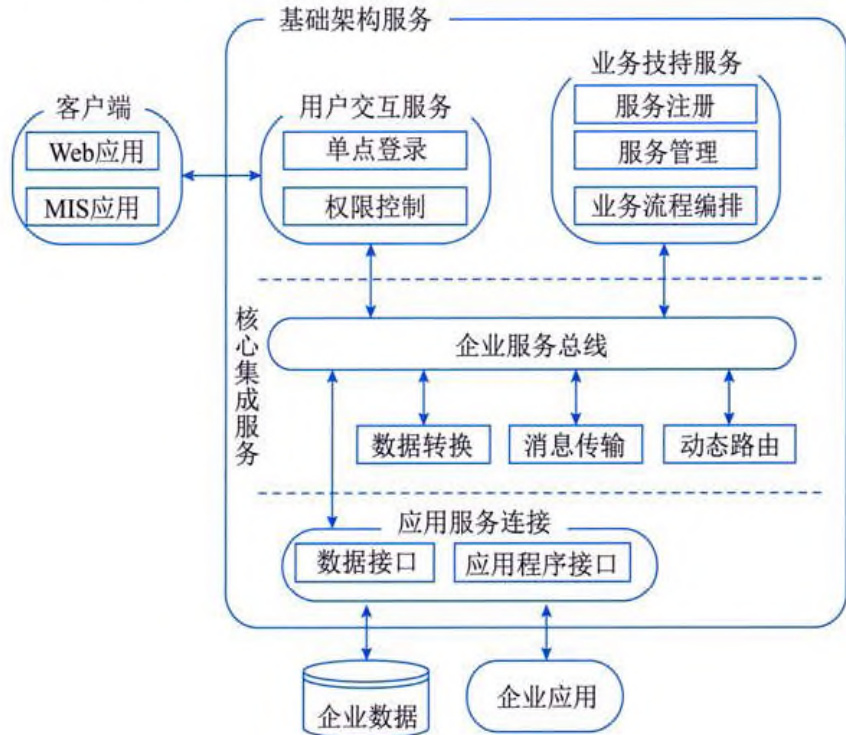 基础架构服务
客户端
Web应用
MIS应用
用户交互服务
单点登录
权限控制
业务技持服务
服务注册
服务管理
业务流程编排
核心集成服务
企业服务总线
数据转换
消息传输
动态路由
应用服务连接
数据接口
应用程序接口
企业数据
企业应用